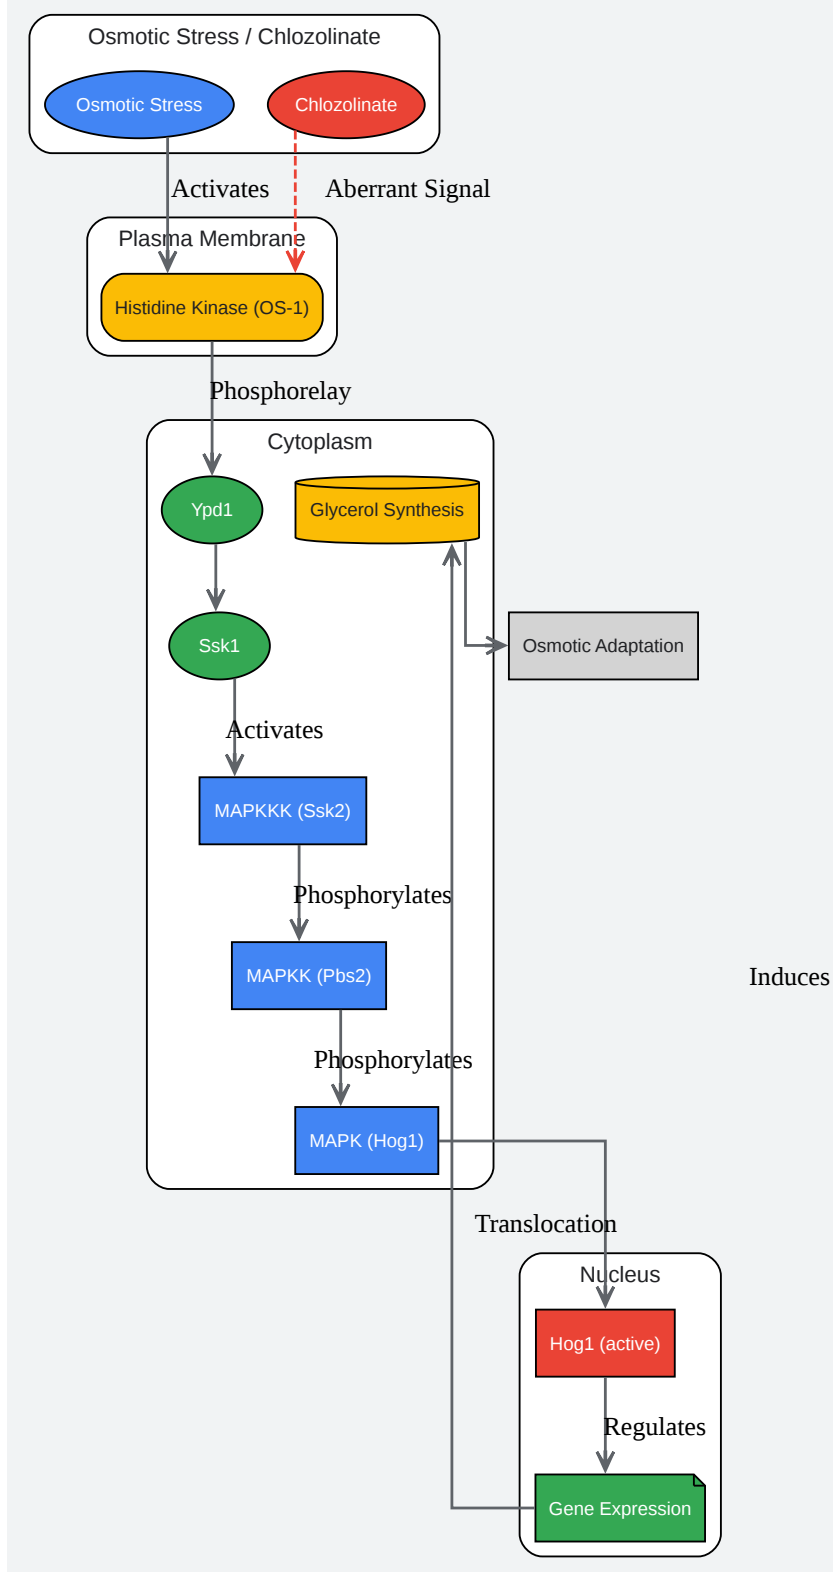 Osmotic Stress / Chlozolinate
Osmotic Stress
Chlozolinate
Activates
Aberrant Signal
Plasma Membrane
Histidine Kinase (OS-1)
Phosphorelay
Cytoplasm
Ypd1
Glycerol Synthesis
Ssk1
Osmotic Adaptation
Activates
MAPKKK (Ssk2)
Phosphorylates
MAPKK (Pbs2)
Induces
Phosphorylates
MAPK (Hog1)
Translocation
Nucleus
Hog1 (active)
Regulates
Gene Expression